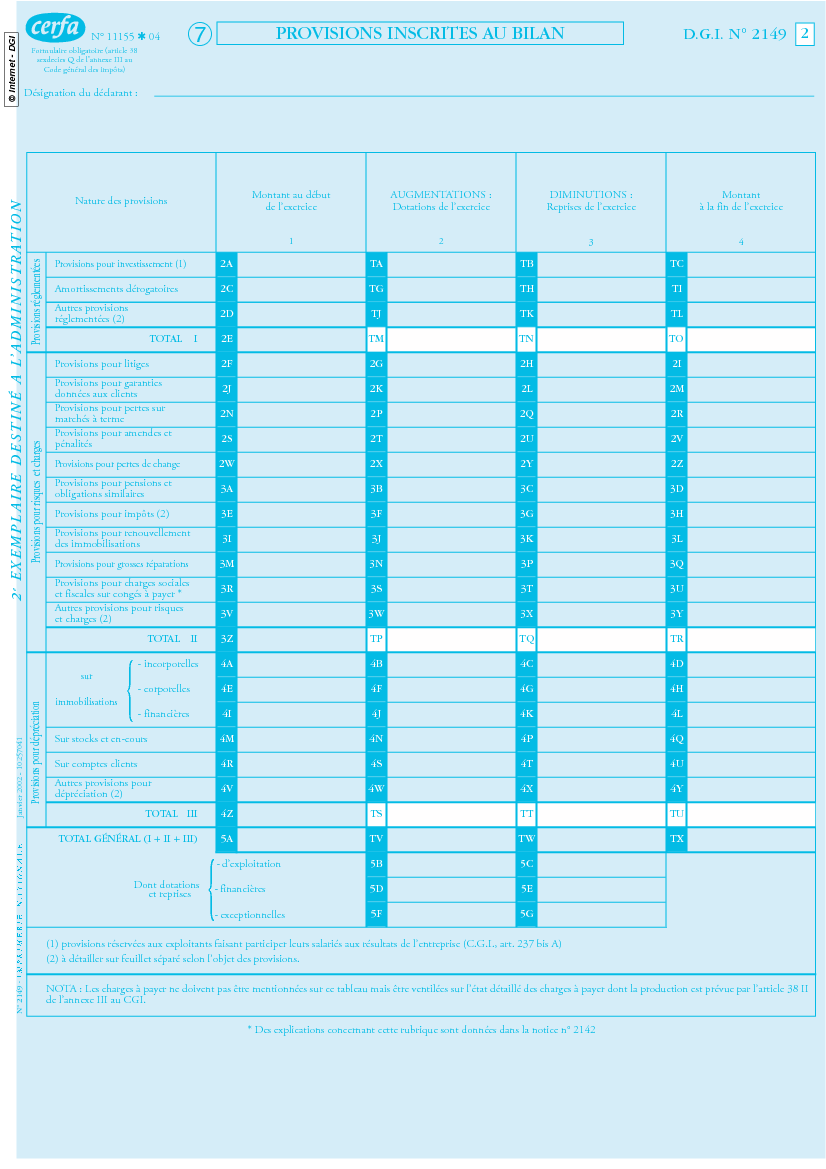 cerfa
N° 11155 ✱ 04
Formulaire obligatoire (article 38
sexdecies Q de l'annexe III au
Code général des impôts)
7
PROVISIONS INSCRITES AU BILAN
D.G.I. N° 2149
2
© Internet - DGI
Désignation du déclarant :
2e EXEMPLAIRE DESTINÉ A L'ADMINISTRATION
Nature des provisions
Montant au début
de l'exercice
1
AUGMENTATIONS :
Dotations de l'exercice
2
DIMINUTIONS :
Reprises de l'exercice
3
Montant
à la fin de l'exercice
4
Provisions réglementées
Provisions pour investissement (1) 2A TA TB TC
Amortissements dérogatoires 2C TG TH TI
Autres provisions
réglementées (2) 2D TJ TK TL
TOTAL I 2E TM TN TO
Provisions pour risques et charges
Provisions pour litiges 2F 2G 2H 2I
Provisions pour garanties
données aux clients 2J 2K 2L 2M
Provisions pour pertes sur
marchés à terme 2N 2P 2Q 2R
Provisions pour amendes et
pénalités 2S 2T 2U 2V
Provisions pour pertes de change 2W 2X 2Y 2Z
Provisions pour pensions et
obligations similaires 3A 3B 3C 3D
Provisions pour impôts (2) 3E 3F 3G 3H
Provisions pour renouvellement
des immobilisations 3I 3J 3K 3L
Provisions pour grosses réparations 3M 3N 3P 3Q
Provisions pour charges sociales
et fiscales sur congés à payer * 3R 3S 3T 3U
Autres provisions pour risques
et charges (2) 3V 3W 3X 3Y
TOTAL II 3Z TP TQ TR
Provisions pour dépréciation
sur
immobilisations
- incorporelles 4A 4B 4C 4D
- corporelles 4E 4F 4G 4H
- financières 4I 4J 4K 4L
Sur stocks et en-cours 4M 4N 4P 4Q
Sur comptes clients 4R 4S 4T 4U
Autres provisions pour
dépréciation (2) 4V 4W 4X 4Y
TOTAL III 4Z TS TT TU
TOTAL GÉNÉRAL (I + II + III) 5A TV TW TX
Dont dotations
et reprises
- d'exploitation 5B 5C
- financières 5D 5E
- exceptionnelles 5F 5G
(1) provisions réservées aux exploitants faisant participer leurs salariés aux résultats de l'entreprise (C.G.I., art. 237 bis A)
(2) à détailler sur feuillet séparé selon l'objet des provisions.
NOTA : Les charges à payer ne doivent pas être mentionnées sur ce tableau mais être ventilées sur l'état détaillé des charges à payer dont la production est prévue par l'article 38 II
de l'annexe III au CGI.
* Des explications concernant cette rubrique sont données dans la notice n° 2142
N° 2149 - IMPRIMERIE NATIONALE
Janvier 2002 - 10 257041